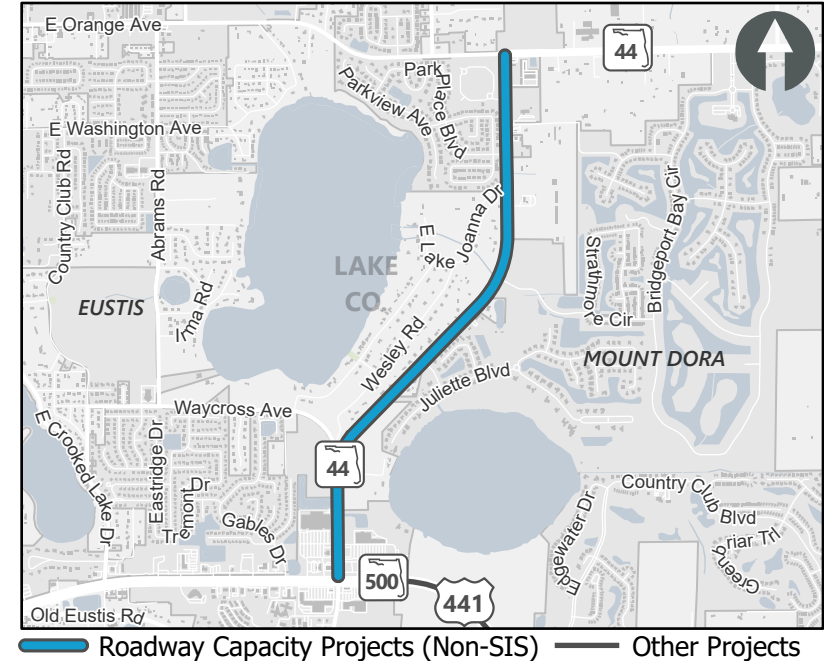 E Orange Ave
44
Park Place Blvd
Parkview Ave
E Washington Ave
Country Club Rd
Abrams Rd
Joanna Dr
E Lake
LAKE
CO.
Strathmore Cir
Bridgeport Bay Cir
EUSTIS
Irma Rd
Wesley Rd
MOUNT DORA
Juliette Blvd
Waycross Ave
E Crooked Lake Dr
Eastridge Dr
Tremont Dr
Gables Dr
44
Country Club Blvd
Greenbriar Trl
Edgewater Dr
500
441
Old Eustis Rd
Roadway Capacity Projects (Non-SIS)
Other Projects